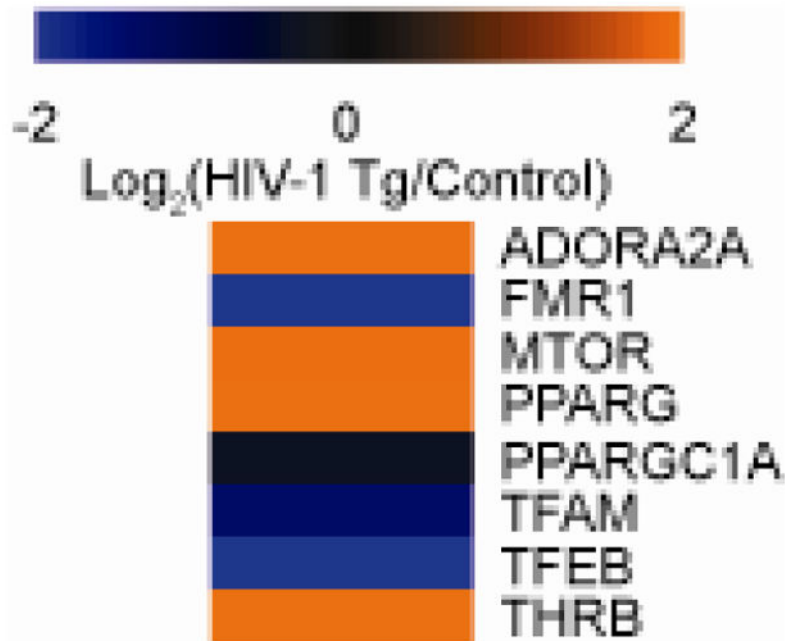 -2 0 2
Log₂(HIV-1 Tg/Control)
ADORA2A
FMR1
MTOR
PPARG
PPARGC1A
TFAM
TFEB
THRB